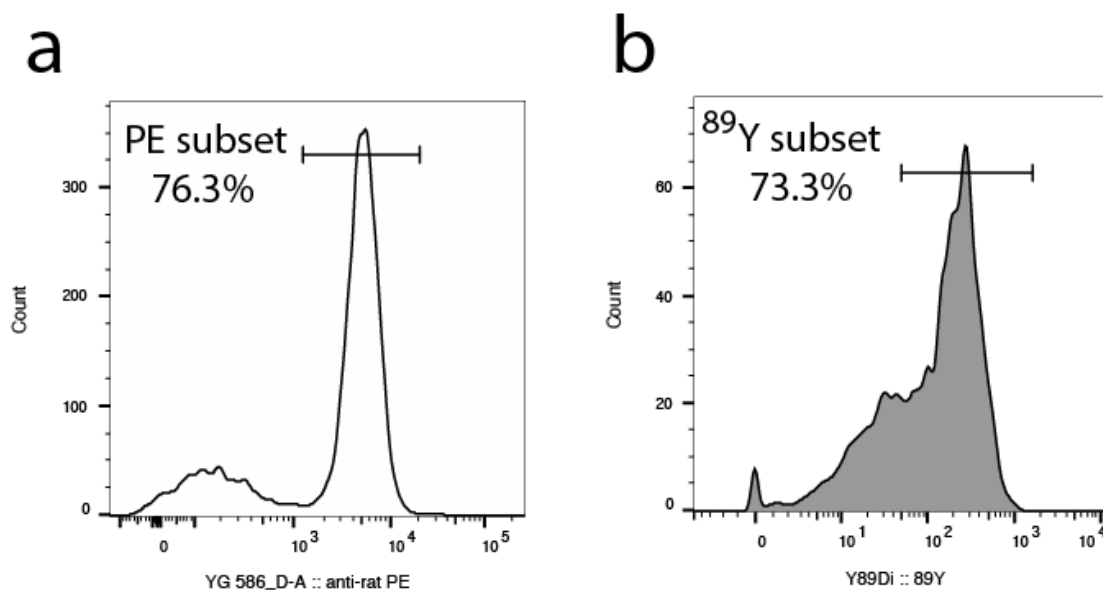 a
PE subset
76.3%
300
200
100
0
Count
0
10³
10⁴
10⁵
YG 586_D-A :: anti-rat PE
b
⁸⁹Y subset
73.3%
60
40
20
0
Count
0
10¹
10²
10³
10⁴
Y89Di :: 89Y